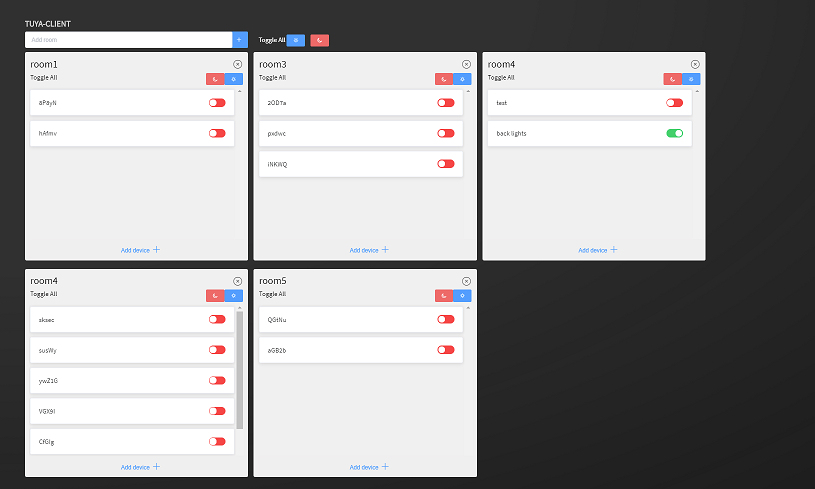 TUYA-CLIENT
Add room
Toggle All
room1
Toggle All
8P8yN
hAfmv
Add device
room3
Toggle All
2OD7a
pxdwc
iNKWQ
Add device
room4
Toggle All
test
back lights
Add device
room4
Toggle All
sksec
susWy
ywZ1G
VGX9I
CfGIg
Add device
room5
Toggle All
QGtNu
aGB2b
Add device